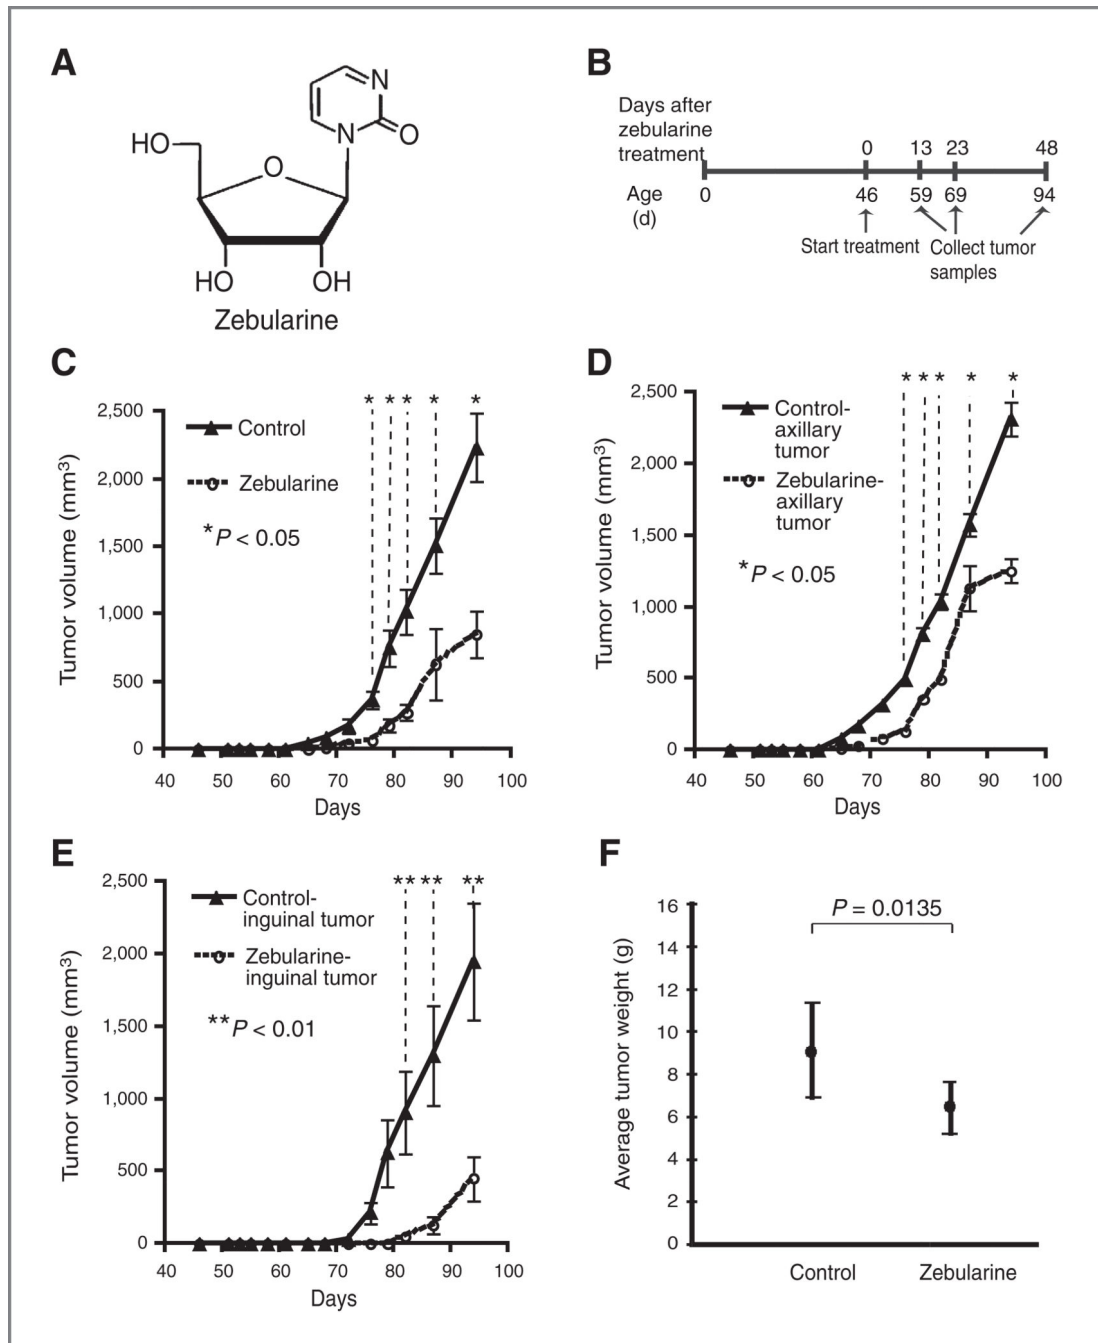 A
N
N
O
HO
O
HO
OH
Zebularine
B
Days after
zebularine
treatment
0 13 23 48
0 46 59 69 94
Age
(d)
Start treatment
Collect tumor
samples
C
2,500
2,000
1,500
1,000
500
0
Tumor volume (mm³)
Control
Zebularine
*P < 0.05
* * * * *
40 50 60 70 80 90 100
Days
D
2,500
2,000
1,500
1,000
500
0
Tumor volume (mm³)
Control-
axillary
tumor
Zebularine-
axillary
tumor
*P < 0.05
* * * * *
40 50 60 70 80 90 100
Days
E
2,500
2,000
1,500
1,000
500
0
Tumor volume (mm³)
Control-
inguinal tumor
Zebularine-
inguinal tumor
**P < 0.01
** ** **
40 50 60 70 80 90 100
Days
F
16
14
12
10
8
6
4
2
0
Average tumor weight (g)
P = 0.0135
Control Zebularine